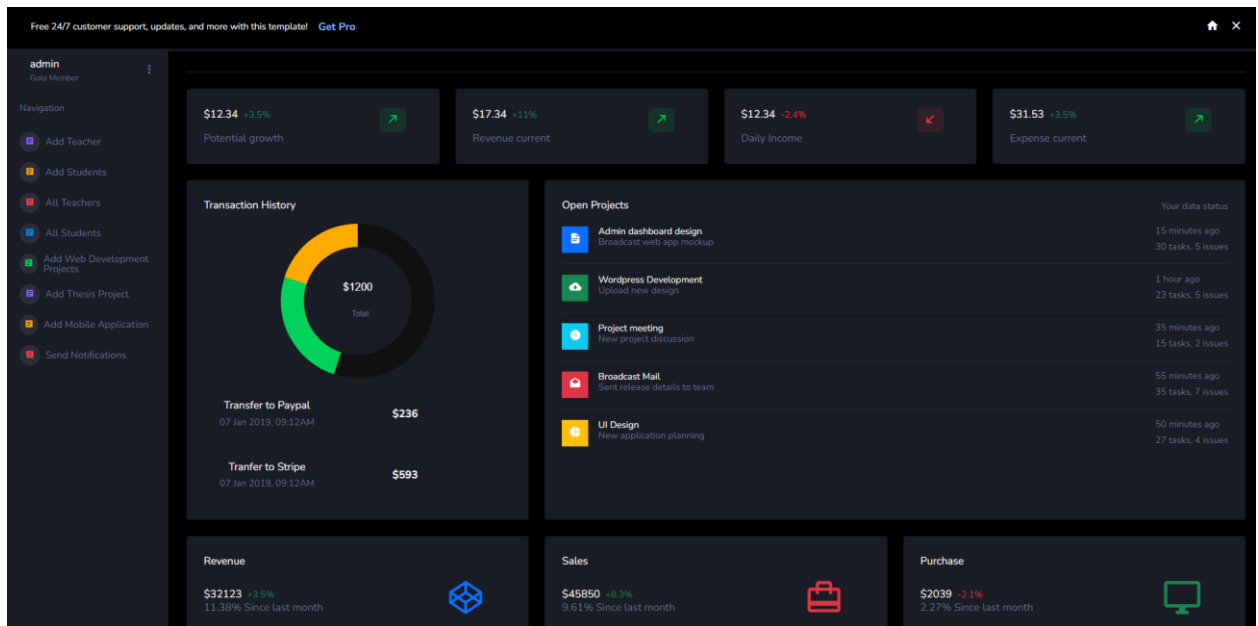 Free 24/7 customer support, updates, and more with this template! Get Pro
admin
Gold Member
Navigation
Add Teacher
Add Students
All Teachers
All Students
Add Web Development
Projects
Add Thesis Project
Add Mobile Application
Send Notifications
$12.34 +3.5%
Potential growth
$17.34 +11%
Revenue current
$12.34 -2.4%
Daily Income
$31.53 +3.5%
Expense current
Transaction History
$1200
Total
Transfer to Paypal
07 Jan 2019, 09:12AM
$236
Tranfer to Stripe
07 Jan 2019, 09:12AM
$593
Open Projects
Your data status
Admin dashboard design
Broadcast web app mockup
15 minutes ago
30 tasks, 5 issues
Wordpress Development
Upload new design
1 hour ago
23 tasks, 5 issues
Project meeting
New project discussion
35 minutes ago
15 tasks, 2 issues
Broadcast Mail
Sent release details to team
55 minutes ago
35 tasks, 7 issues
UI Design
New application planning
50 minutes ago
27 tasks, 4 issues
Revenue
$32123 +3.5%
11.38% Since last month
Sales
$45850 +8.3%
9.61% Since last month
Purchase
$2039 -2.1%
2.27% Since last month